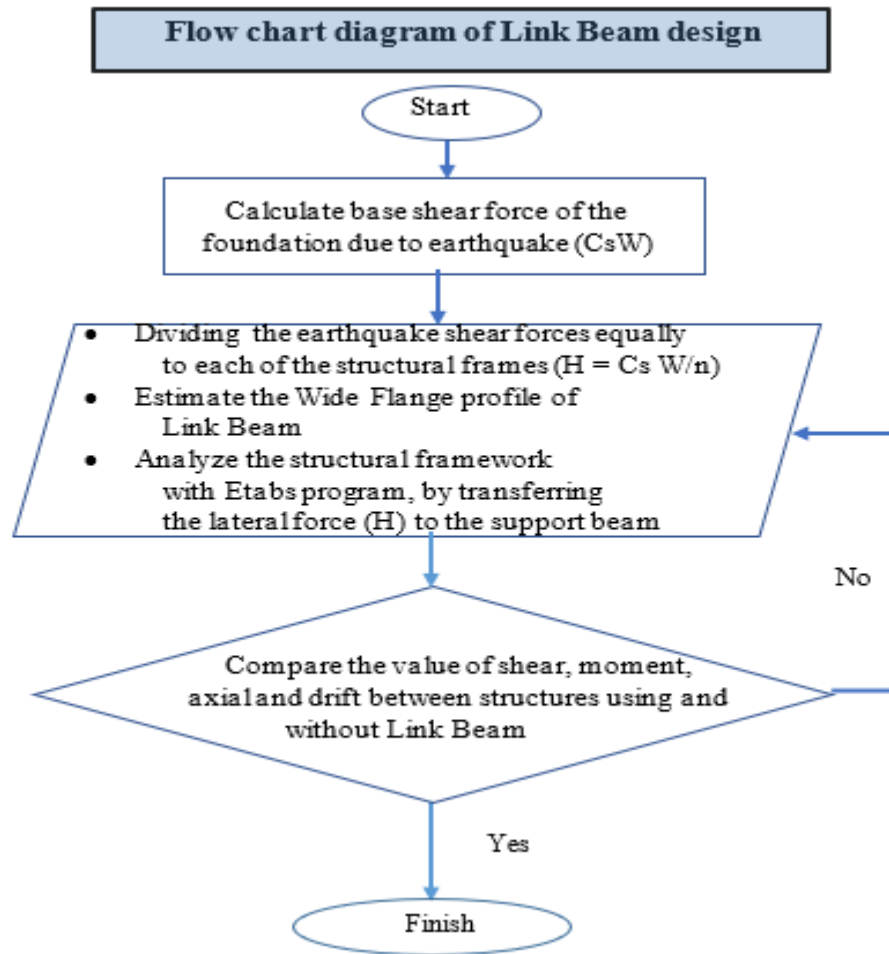 Flow chart diagram of Link Beam design
Start
Calculate base shear force of the
foundation due to earthquake (CsW)
● Dividing the earthquake shear forces equally
to each of the structural frames (H = Cs W/n)
● Estimate the Wide Flange profile of
Link Beam
● Analyze the structural framework
with Etabs program, by transferring
the lateral force (H) to the support beam
No
Compare the value of shear, moment,
axial and drift between structures using and
without Link Beam
Yes
Finish